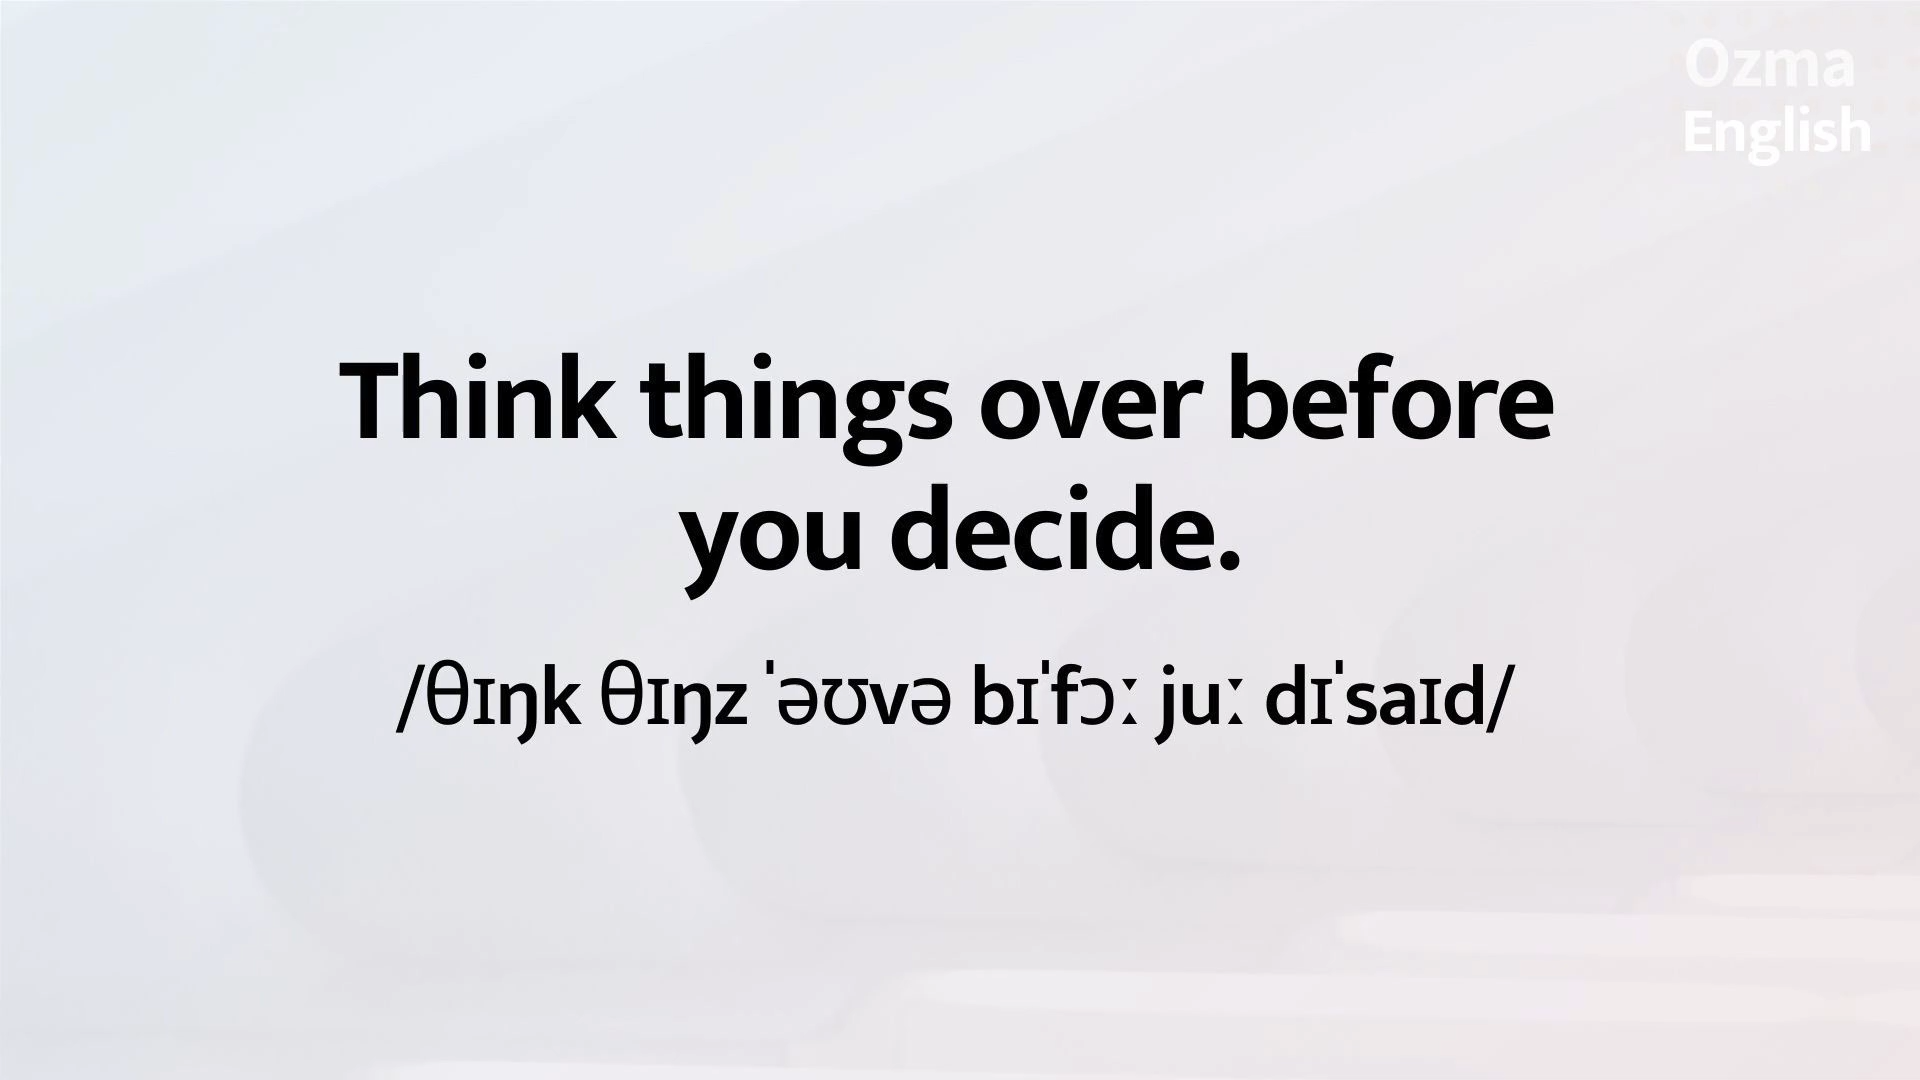 Ozma
English
Think things over before
you decide.
/θɪŋk θɪŋz ˈəʊvə bɪˈfɔː juː dɪˈsaɪd/